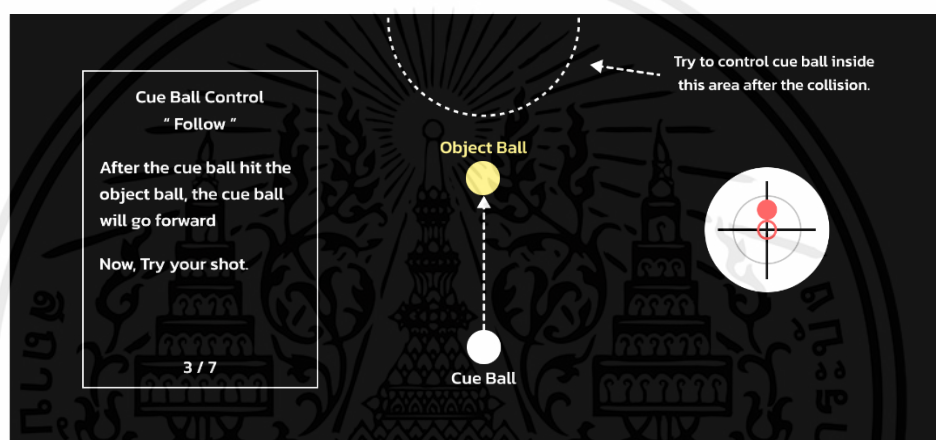 Cue Ball Control
“ Follow ”
After the cue ball hit the
object ball, the cue ball
will go forward
Now, Try your shot.
3 / 7
Try to control cue ball inside
this area after the collision.
Object Ball
Cue Ball